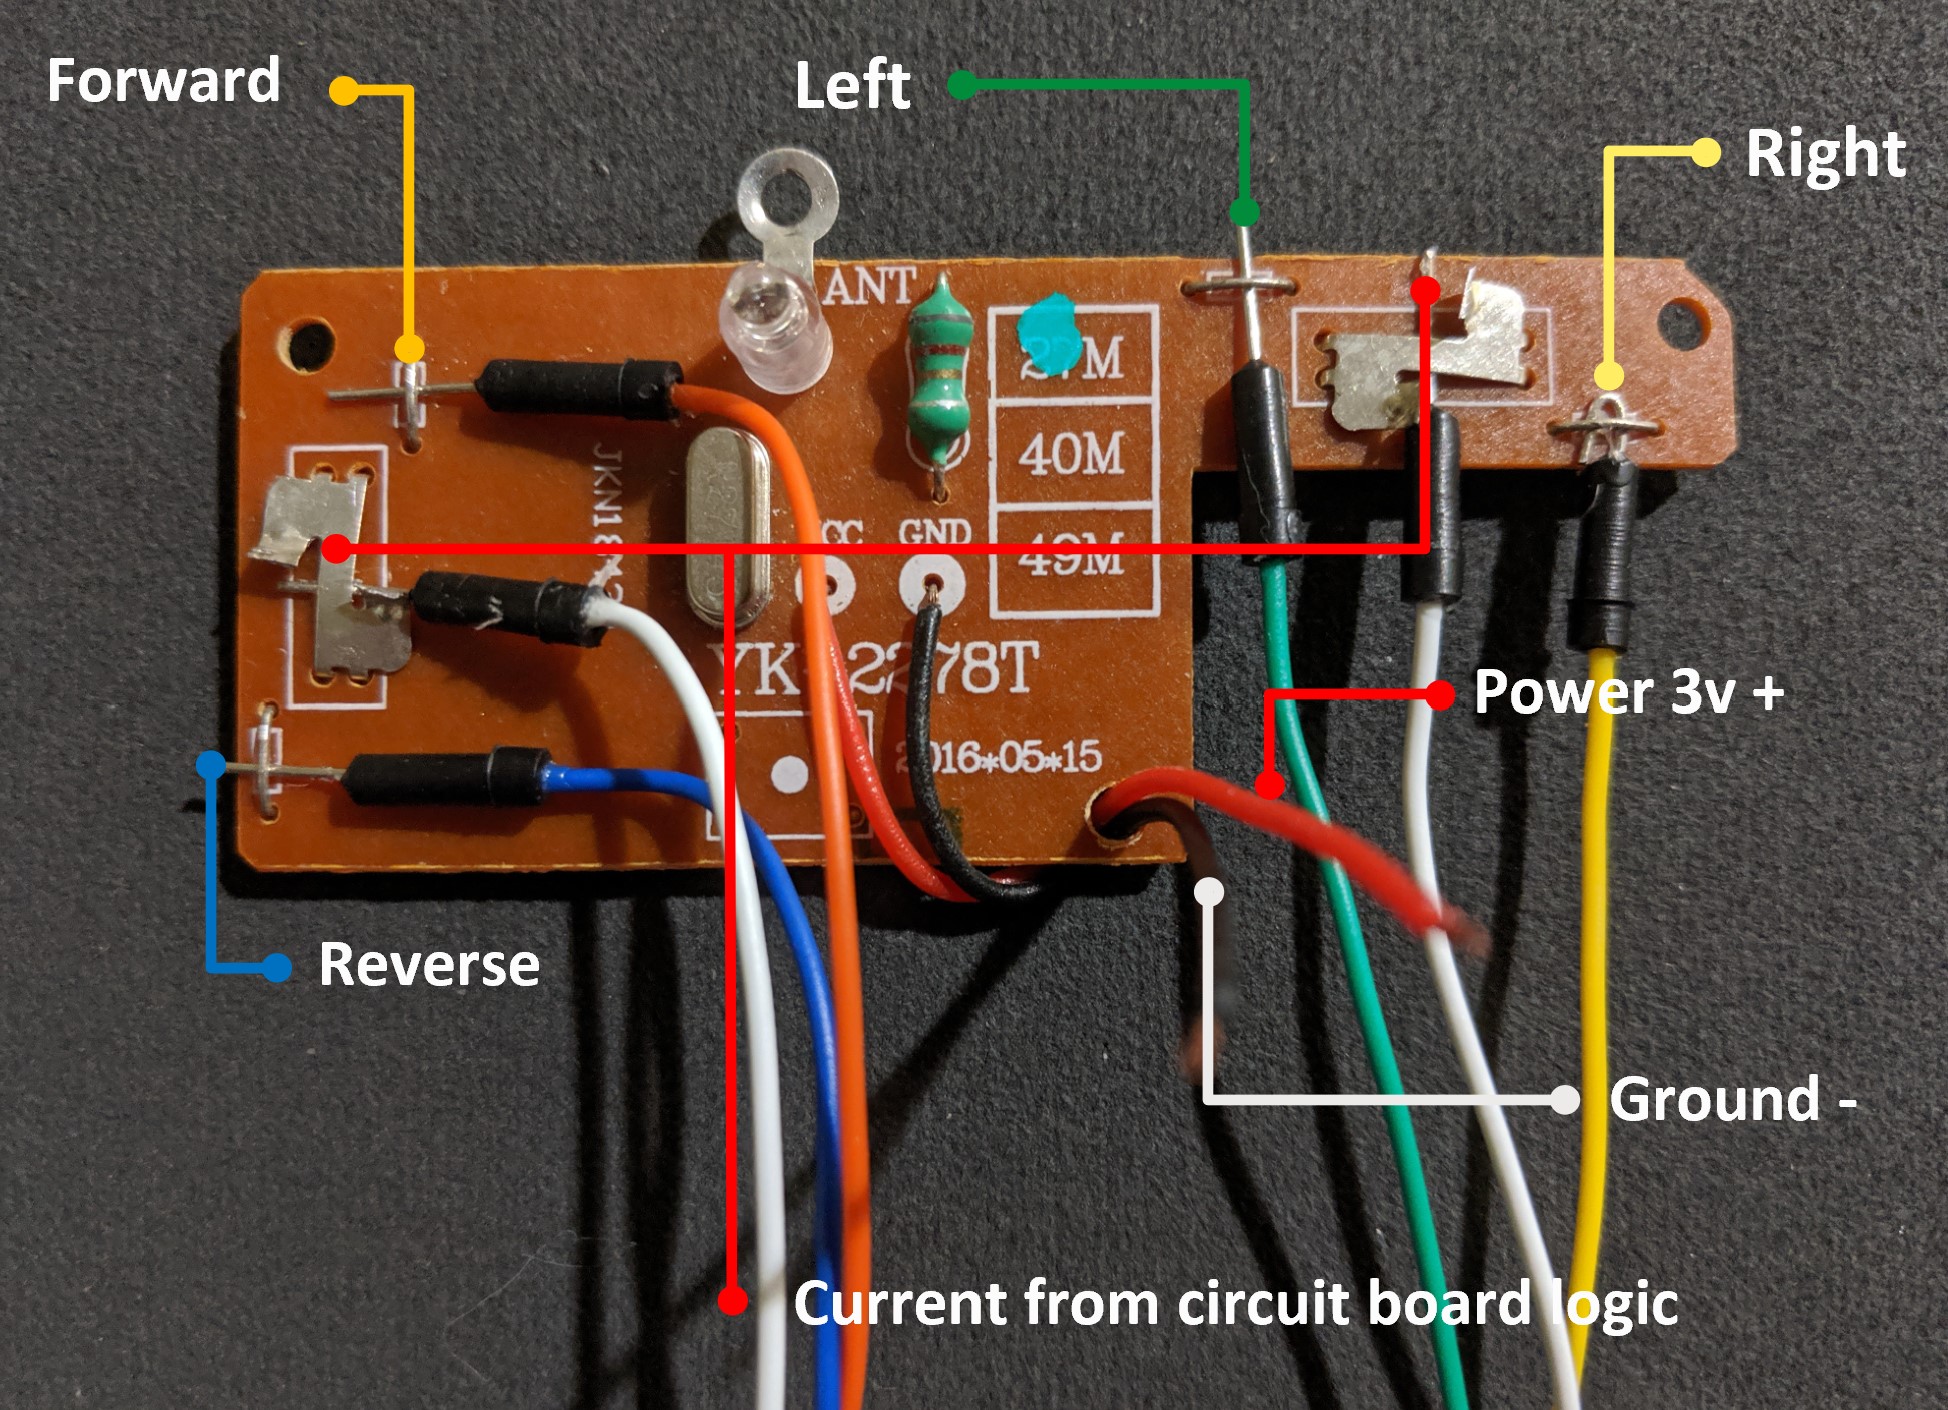 Forward
Left
Right
ANT
27M
40M
49M
CC
GND
YK-2278T
2016*05*15
Power 3v +
Reverse
Ground -
Current from circuit board logic